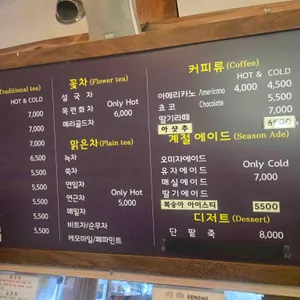 Traditional tea)
HOT & COLD
7,000
7,000
7,000
7,000
6,500
5,500
5,500
5,500
5,500
5,500
꽃차 (Flower tea)
설국차
목련화차 Only Hot
메리골드차 6,000
맑은차 (Plain tea)
녹차
쑥차
연잎차
연근차 Only Hot
메밀차 5,000
비트차/순무차
캐모마일/페퍼민트
커피류 (Coffee)
HOT & COLD
아메리카노 Americano 4,000 4,500
쵸코 Chocolate 5,500
딸기라떼 7,000
아샷추
계절에이드 (Season Ade)
오미자에이드
유자에이드 Only Cold
매실에이드 7,000
딸기에이드
복숭아 아이스티 5500
디저트 (Dessert)
단팥죽 8,000